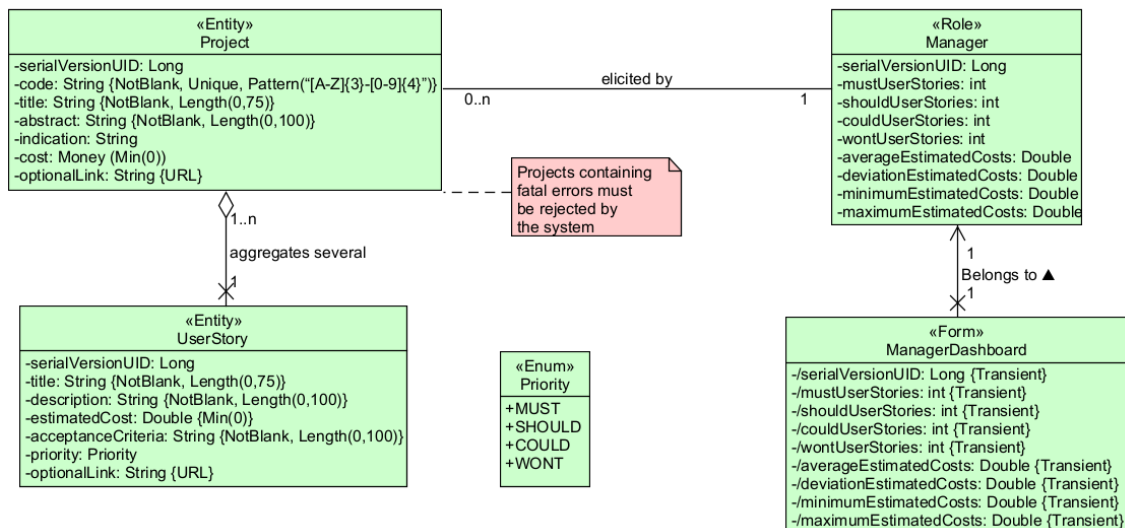 «Entity»
Project
-serialVersionUID: Long
-code: String {NotBlank, Unique, Pattern(“[A-Z]{3}-[0-9]{4}”)}
-title: String {NotBlank, Length(0,75)}
-abstract: String {NotBlank, Length(0,100)}
-indication: String
-cost: Money (Min(0))
-optionalLink: String {URL}
elicited by
0..n
1
«Role»
Manager
-serialVersionUID: Long
-mustUserStories: int
-shouldUserStories: int
-couldUserStories: int
-wontUserStories: int
-averageEstimatedCosts: Double
-deviationEstimatedCosts: Double
-minimumEstimatedCosts: Double
-maximumEstimatedCosts: Double
Projects containing
fatal errors must
be rejected by
the system
1..n
aggregates several
1
1
Belongs to ▲
1
«Entity»
UserStory
-serialVersionUID: Long
-title: String {NotBlank, Length(0,75)}
-description: String {NotBlank, Length(0,100)}
-estimatedCost: Double {Min(0)}
-acceptanceCriteria: String {NotBlank, Length(0,100)}
-priority: Priority
-optionalLink: String {URL}
«Enum»
Priority
+MUST
+SHOULD
+COULD
+WONT
«Form»
ManagerDashboard
-/serialVersionUID: Long {Transient}
-/mustUserStories: int {Transient}
-/shouldUserStories: int {Transient}
-/couldUserStories: int {Transient}
-/wontUserStories: int {Transient}
-/averageEstimatedCosts: Double {Transient}
-/deviationEstimatedCosts: Double {Transient}
-/minimumEstimatedCosts: Double {Transient}
-/maximumEstimatedCosts: Double {Transient}